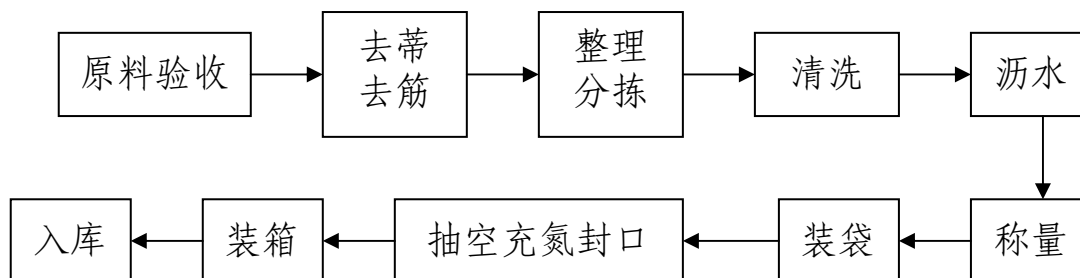 原料验收
去蒂
去筋
整理
分拣
清洗
沥水
称量
装袋
抽空充氮封口
装箱
入库